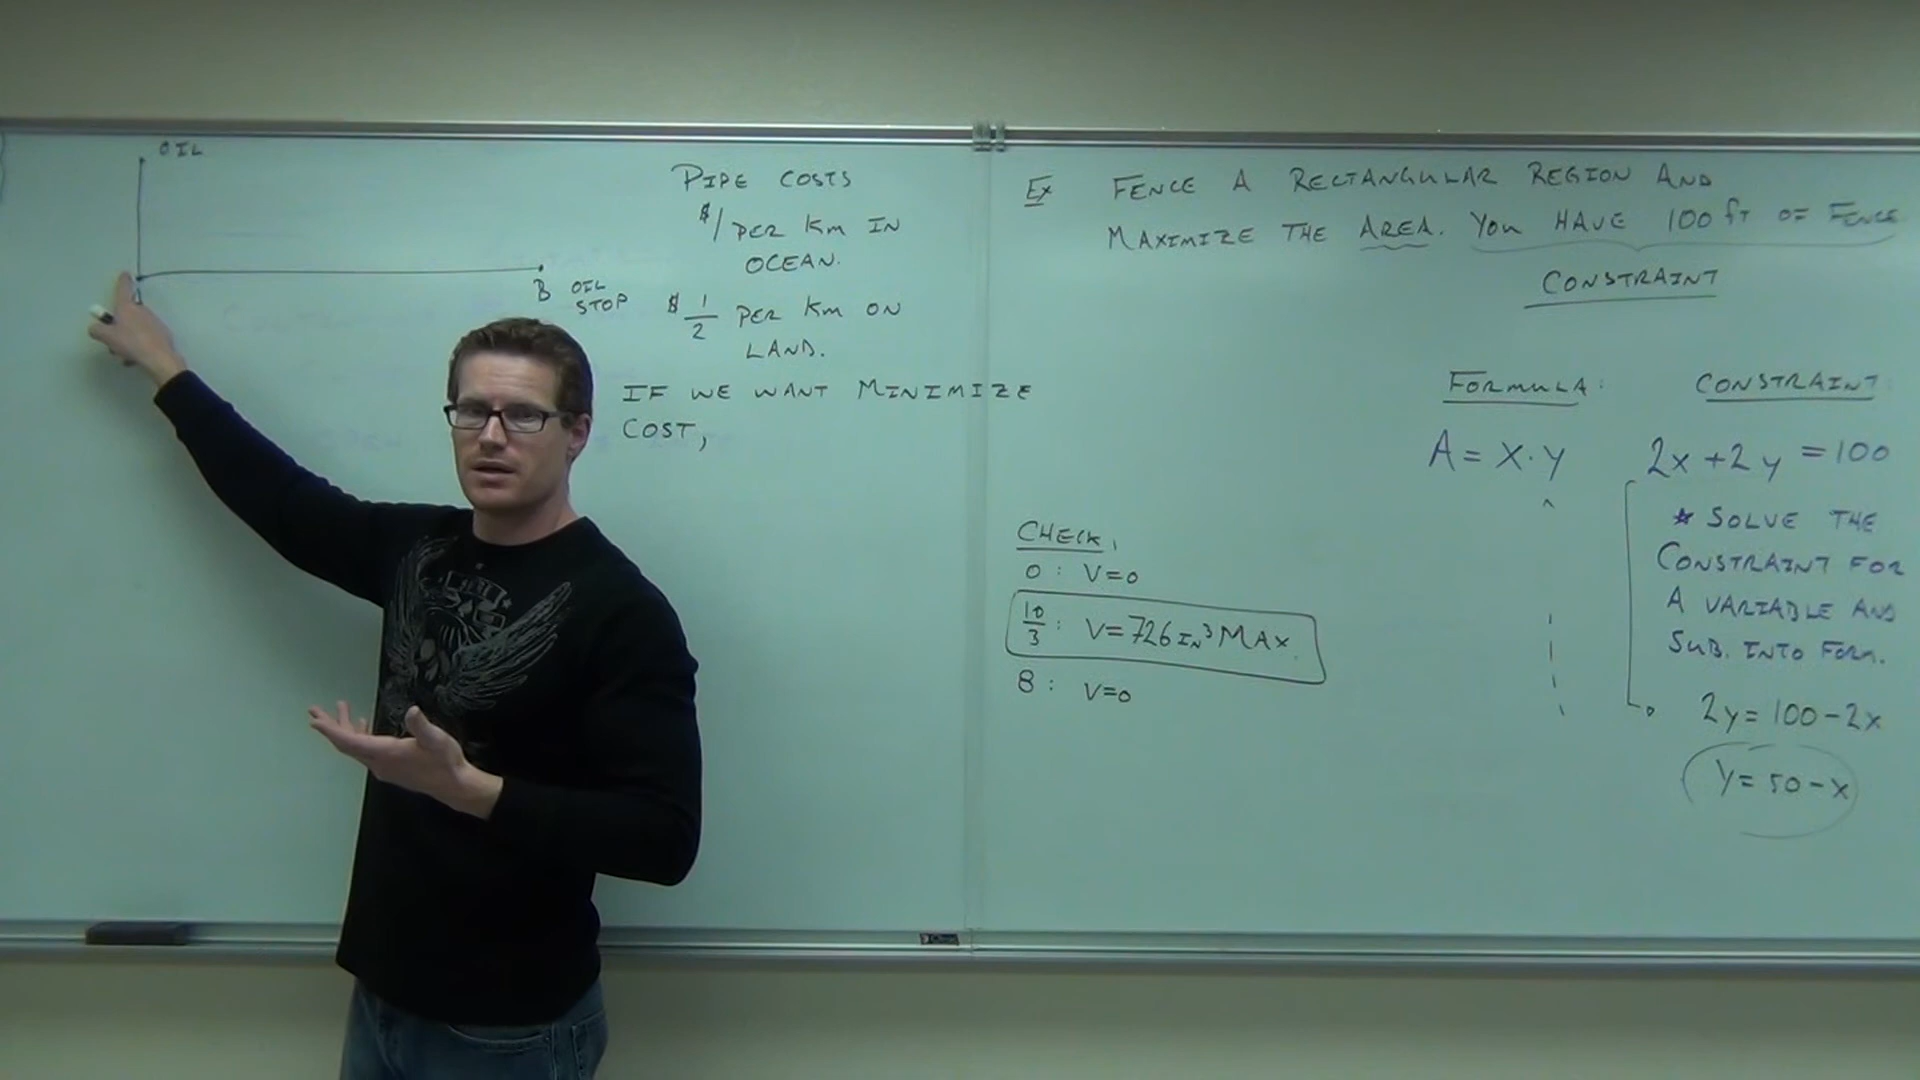 OIL
B OIL
STOP
PIPE COSTS
$1 PER KM IN
OCEAN.
$ 1/2 PER KM ON
LAND.
IF WE WANT MINIMIZE
COST,
Ex FENCE A RECTANGULAR REGION AND
MAXIMIZE THE AREA. YOU HAVE 100 ft OF FENCE
CONSTRAINT
FORMULA:
A = X · Y
CONSTRAINT:
2x + 2y = 100
* SOLVE THE
CONSTRAINT FOR
A VARIABLE AND
SUB. INTO FORM.
2y = 100 - 2x
Y = 50 - x
CHECK:
0 : V=0
10/3 : V=726 IN³ MAX.
8 : V=0